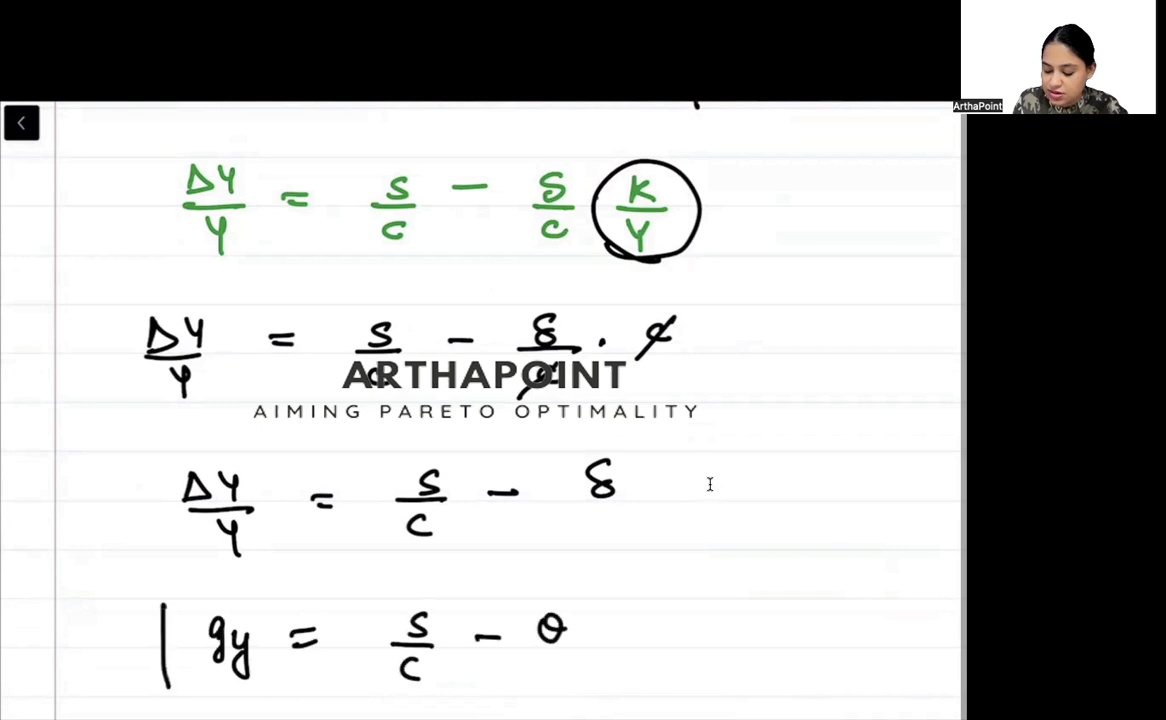 ArthaPoint
ΔY/Y = s/c − δ/c K/Y
ΔY/Y = s/c − δ/c · c
ARTHAPOINT
AIMING PARETO OPTIMALITY
ΔY/Y = s/c − δ
gy = s/c − θ